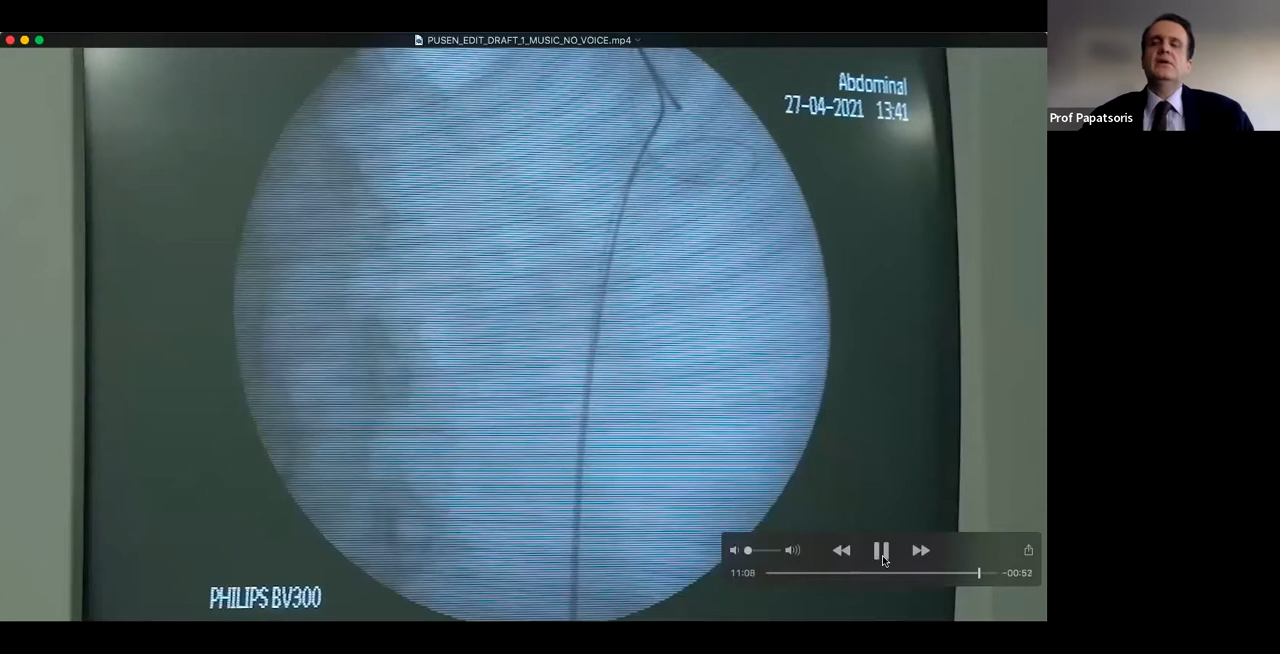 PUSEN_EDIT_DRAFT_1_MUSIC_NO_VOICE.mp4
Abdominal
27-04-2021 13:41
Prof Papatsoris
PHILIPS BV300
11:08
-00:52